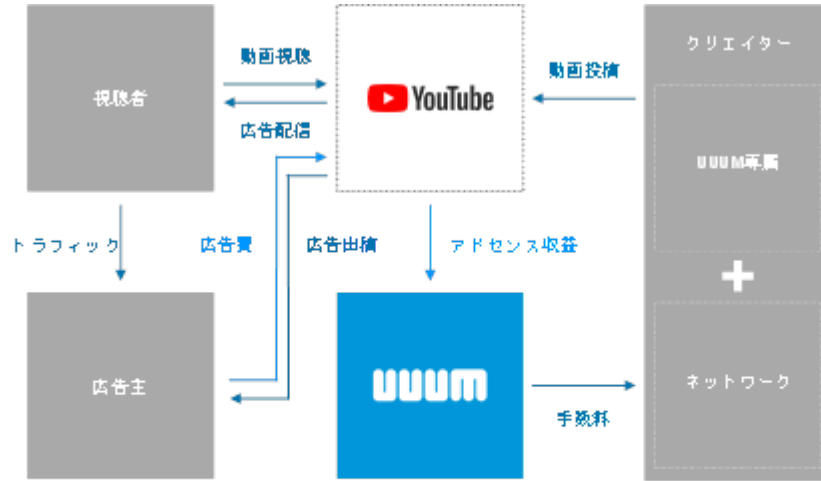 クリエイター
動画視聴
動画投稿
視聴者
YouTube
広告配信
UUUM専属
トラフィック
広告費
広告出稿
アドセンス収益
広告主
UUUM
ネットワーク
手数料